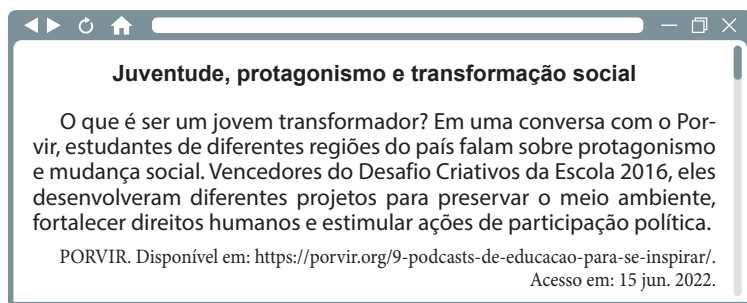 Juventude, protagonismo e transformação social
O que é ser um jovem transformador? Em uma conversa com o Por-
vir, estudantes de diferentes regiões do país falam sobre protagonismo
e mudança social. Vencedores do Desafio Criativos da Escola 2016, eles
desenvolveram diferentes projetos para preservar o meio ambiente,
fortalecer direitos humanos e estimular ações de participação política.
PORVIR. Disponível em: https://porvir.org/9-podcasts-de-educacao-para-se-inspirar/.
Acesso em: 15 jun. 2022.